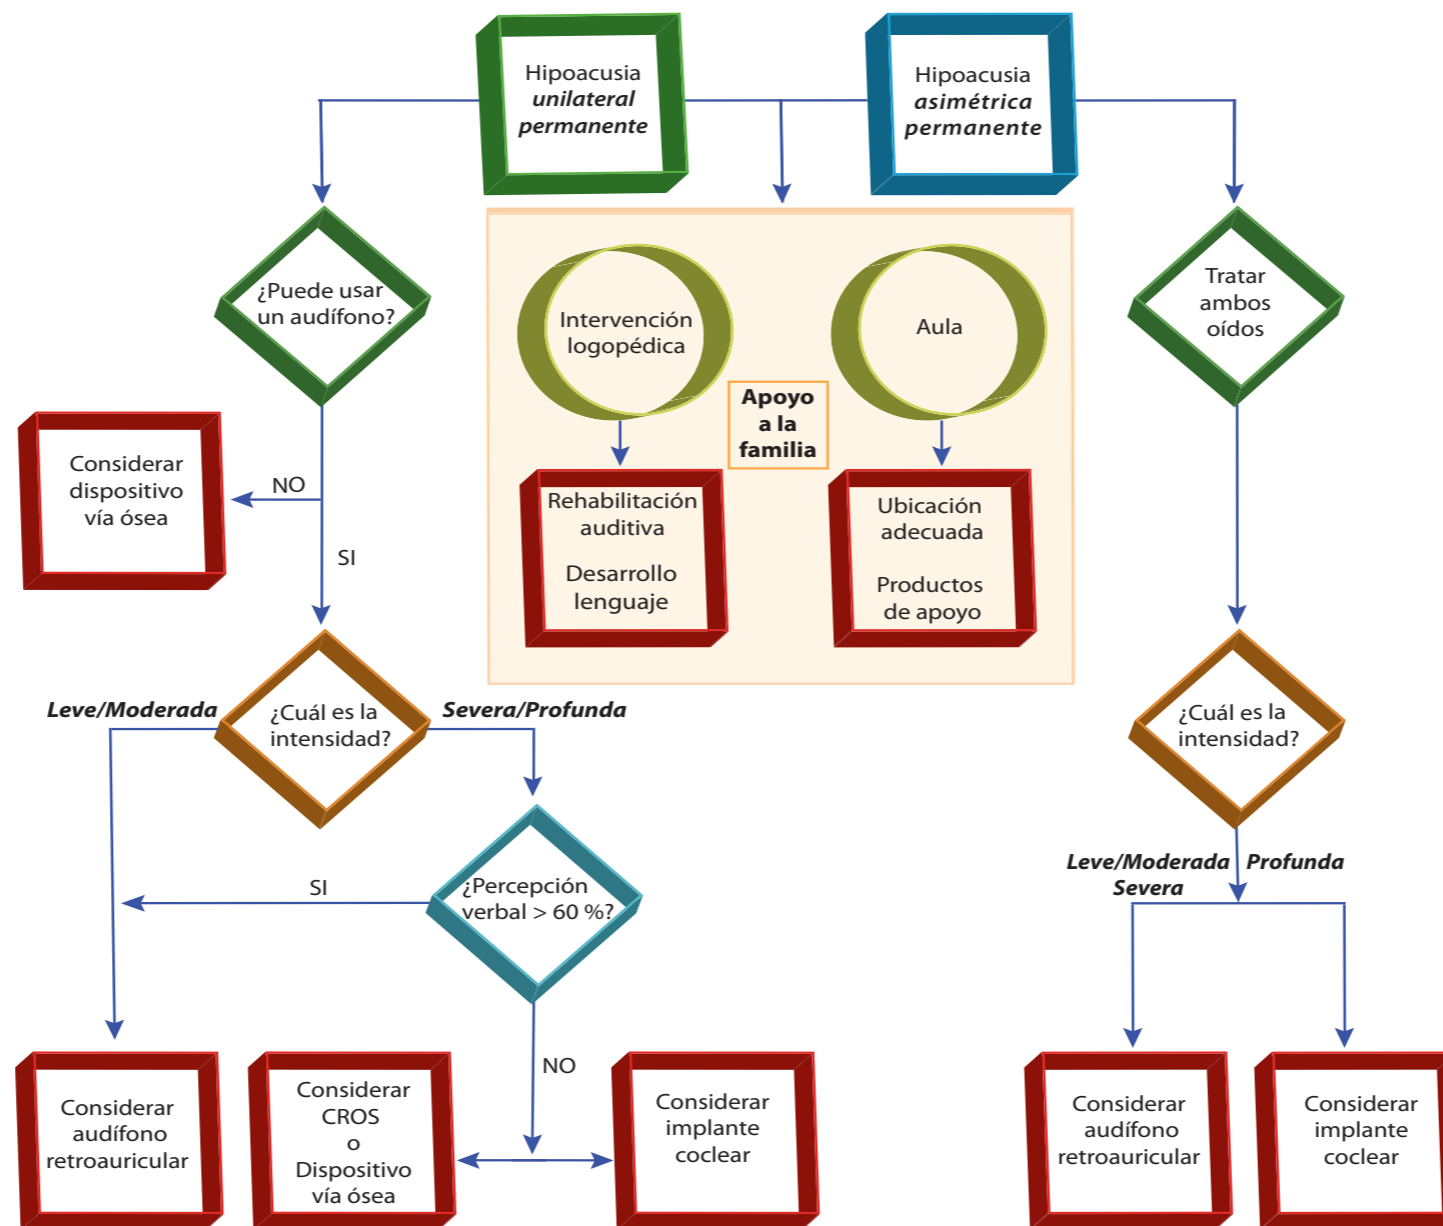 Hipoacusia
unilateral
permanente
Hipoacusia
asimétrica
permanente
¿Puede usar
un audífono?
Intervención
logopédica
Aula
Tratar
ambos
oídos
Apoyo
a la
familia
Considerar
dispositivo
vía ósea
NO
SI
Rehabilitación
auditiva
Desarrollo
lenguaje
Ubicación
adecuada
Productos
de apoyo
Leve/Moderada
¿Cuál es la
intensidad?
Severa/Profunda
¿Cuál es la
intensidad?
SI
¿Percepción
verbal > 60 %?
Leve/Moderada
Severa
Profunda
NO
Considerar
audífono
retroauricular
Considerar
CROS
o
Dispositivo
vía ósea
Considerar
implante
coclear
Considerar
audífono
retroauricular
Considerar
implante
coclear